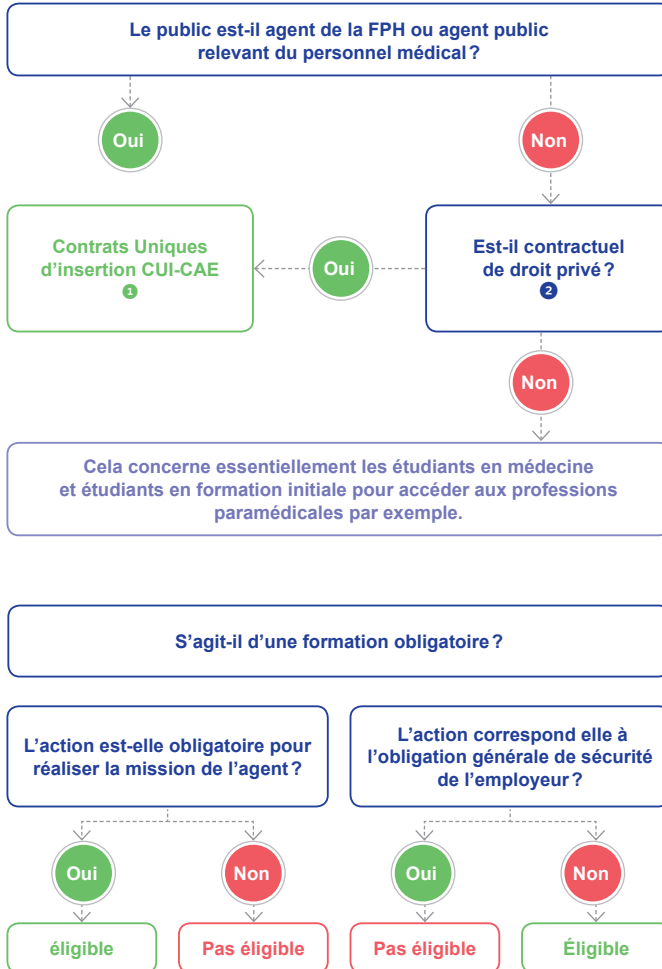 Le public est-il agent de la FPH ou agent public
relevant du personnel médical ?
Oui
Non
Contrats Uniques
d’insertion CUI-CAE
❶
Oui
Est-il contractuel
de droit privé ?
❷
Non
Cela concerne essentiellement les étudiants en médecine
et étudiants en formation initiale pour accéder aux professions
paramédicales par exemple.
S’agit-il d’une formation obligatoire ?
L’action est-elle obligatoire pour
réaliser la mission de l’agent ?
L’action correspond elle à
l’obligation générale de sécurité
de l’employeur ?
Oui
Non
Oui
Non
éligible
Pas éligible
Pas éligible
Éligible